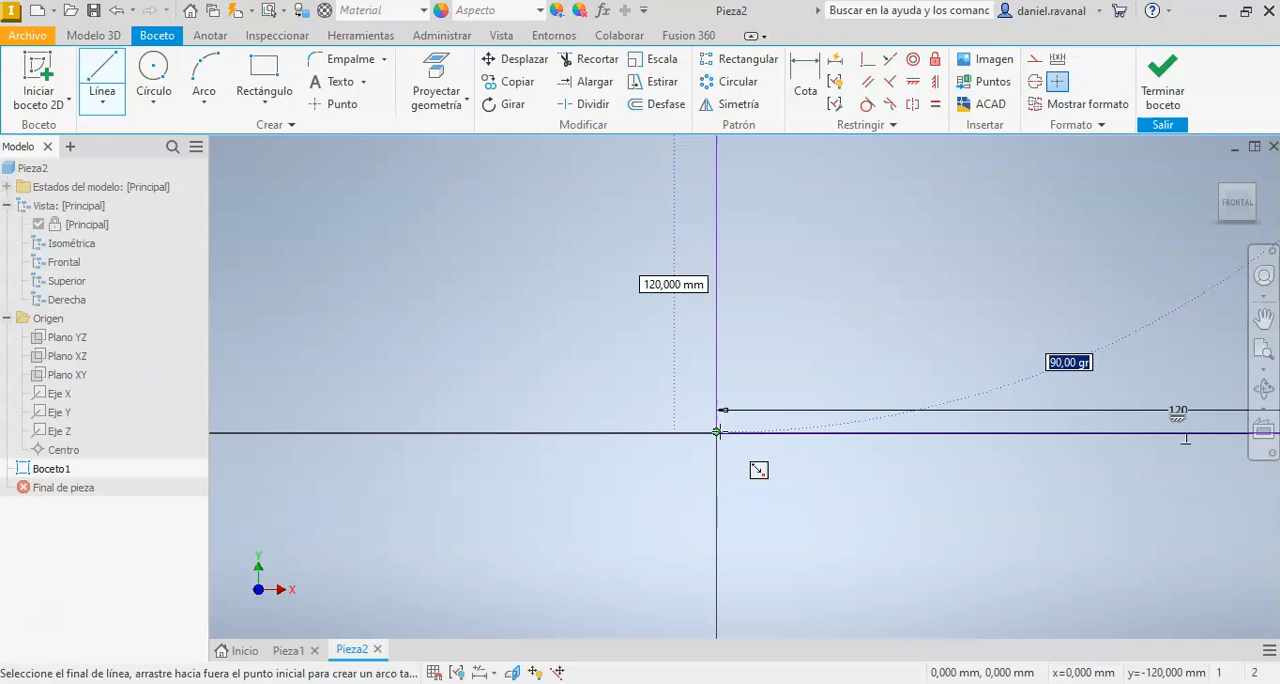 Material
Aspecto
Pieza2
Buscar en la ayuda y los comanc
daniel.ravanal
Archivo
Modelo 3D
Boceto
Anotar
Inspeccionar
Herramientas
Administrar
Vista
Entornos
Colaborar
Fusion 360
Iniciar
boceto 2D
Línea
Círculo
Arco
Rectángulo
Empalme
Texto
Punto
Proyectar
geometría
Desplazar
Copiar
Girar
Recortar
Alargar
Dividir
Escala
Estirar
Desfase
Rectangular
Circular
Simetría
Cota
Imagen
Puntos
ACAD
Mostrar formato
Terminar
boceto
Boceto
Crear
Modificar
Patrón
Restringir
Insertar
Formato
Salir
Modelo
Pieza2
Estados del modelo: [Principal]
Vista: [Principal]
[Principal]
Isométrica
Frontal
Superior
Derecha
Origen
Plano YZ
Plano XZ
Plano XY
Eje X
Eje Y
Eje Z
Centro
Boceto1
Final de pieza
FRONTAL
120,000 mm
90,00 gr
120
Y
X
Inicio
Pieza1
Pieza2
Seleccione el final de línea, arrastre hacia fuera el punto inicial para crear un arco ta...
0,000 mm, 0,000 mm
x=0,000 mm
y=-120,000 mm
1
2